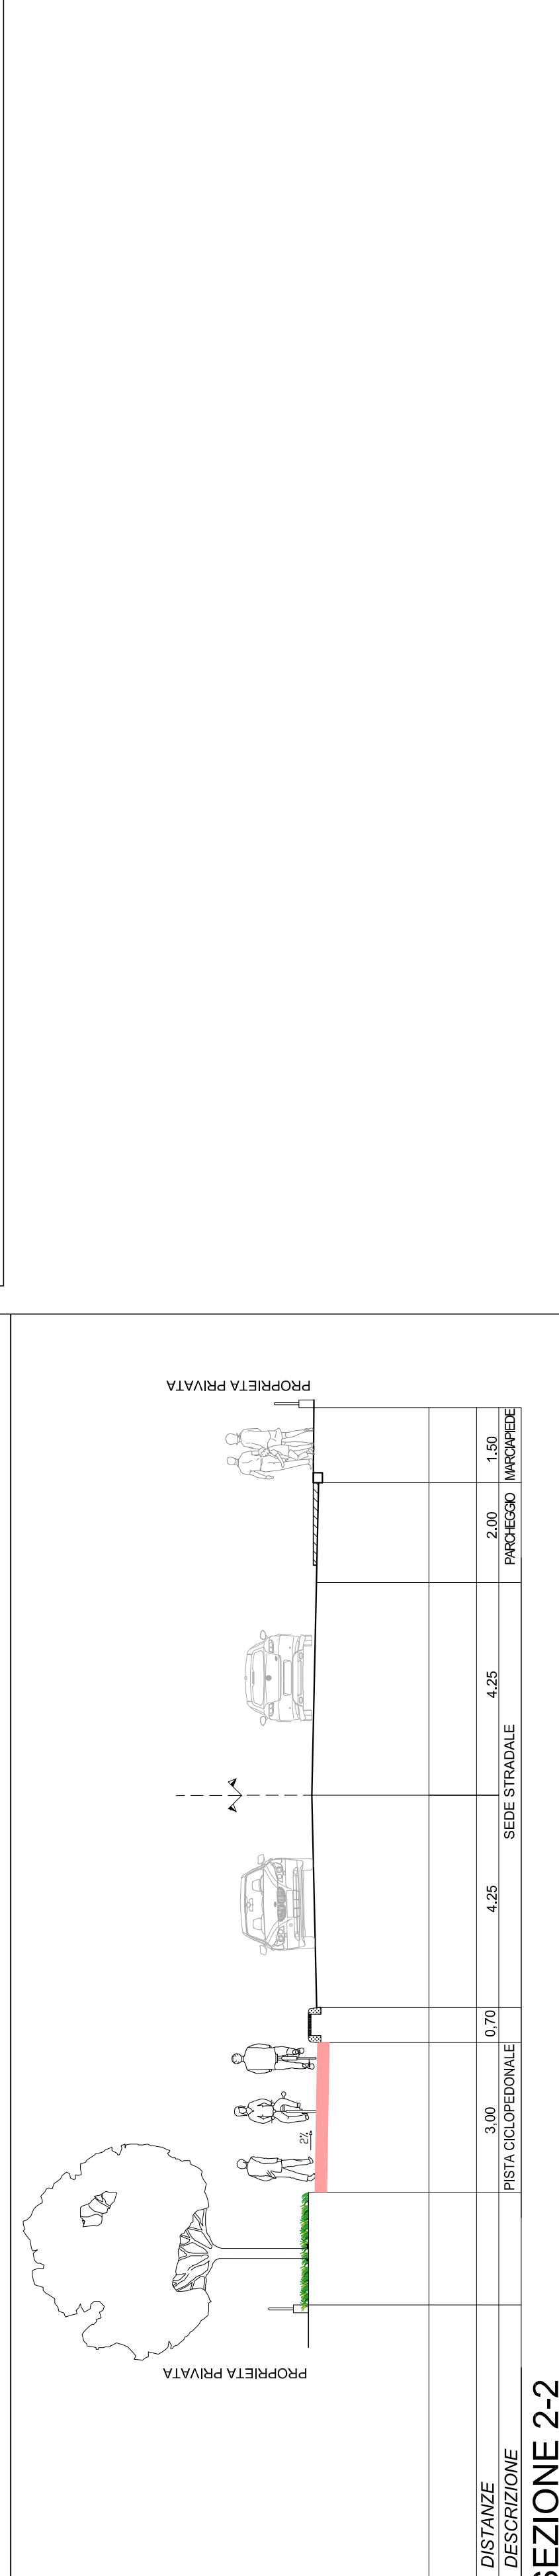 PROPRIETA PRIVATA
PROPRIETA PRIVATA
2%
DISTANZE 3,00 0,70 4.25 4.25 2.00 1.50
DESCRIZIONE PISTA CICLOPEDONALE SEDE STRADALE PARCHEGGIO MARCIAPIEDE
SEZIONE 2-2